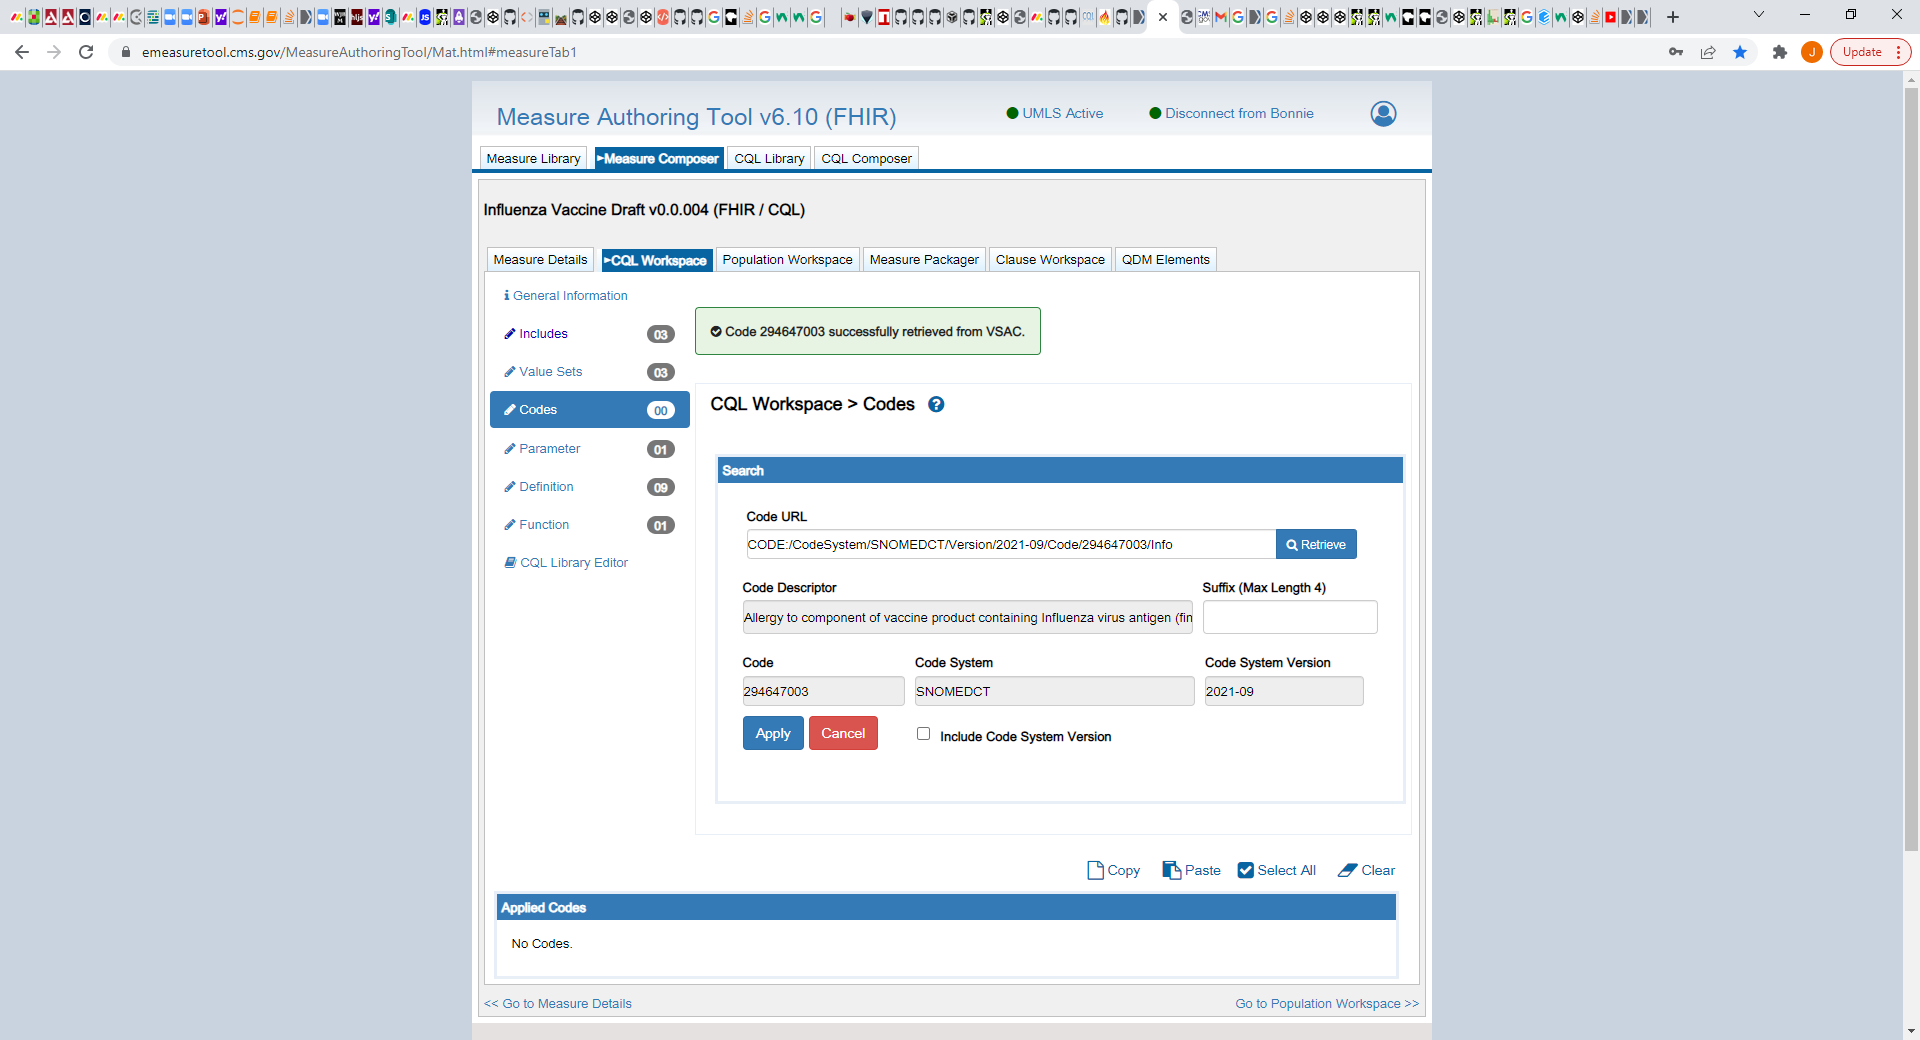 emeasuretool.cms.gov/MeasureAuthoringTool/Mat.html#measureTab1
J
Update
Measure Authoring Tool v6.10 (FHIR)
UMLS Active
Disconnect from Bonnie
Measure Library
Measure Composer
CQL Library
CQL Composer
Influenza Vaccine Draft v0.0.004 (FHIR / CQL)
Measure Details
CQL Workspace
Population Workspace
Measure Packager
Clause Workspace
QDM Elements
General Information
Includes 03
Value Sets 03
Codes 00
Parameter 01
Definition 09
Function 01
CQL Library Editor
Code 294647003 successfully retrieved from VSAC.
CQL Workspace > Codes
Search
Code URL
CODE:/CodeSystem/SNOMEDCT/Version/2021-09/Code/294647003/Info
Retrieve
Code Descriptor
Suffix (Max Length 4)
Allergy to component of vaccine product containing Influenza virus antigen (fin
Code
Code System
Code System Version
294647003
SNOMEDCT
2021-09
Apply
Cancel
Include Code System Version
Copy
Paste
Select All
Clear
Applied Codes
No Codes.
<< Go to Measure Details
Go to Population Workspace >>